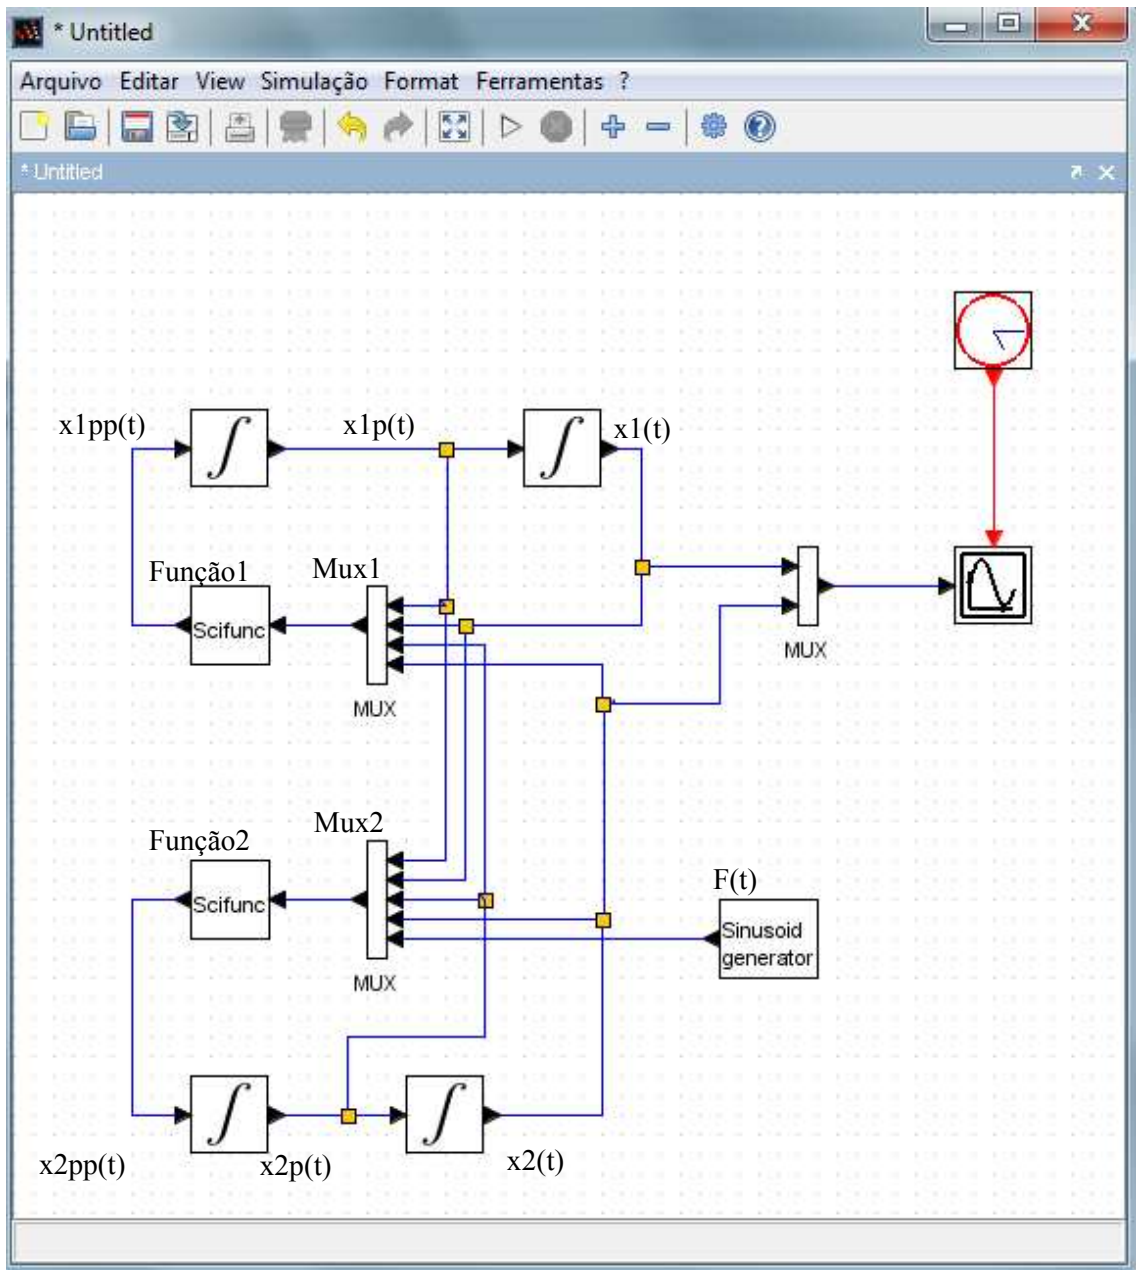 * Untitled
Arquivo Editar View Simulação Format Ferramentas ?
* Untitled
x1pp(t) x1p(t) x1(t)
Função1 Mux1
Scifunc
MUX
MUX
Função2 Mux2
F(t)
Scifunc
Sinusoid
generator
MUX
x2pp(t) x2p(t) x2(t)